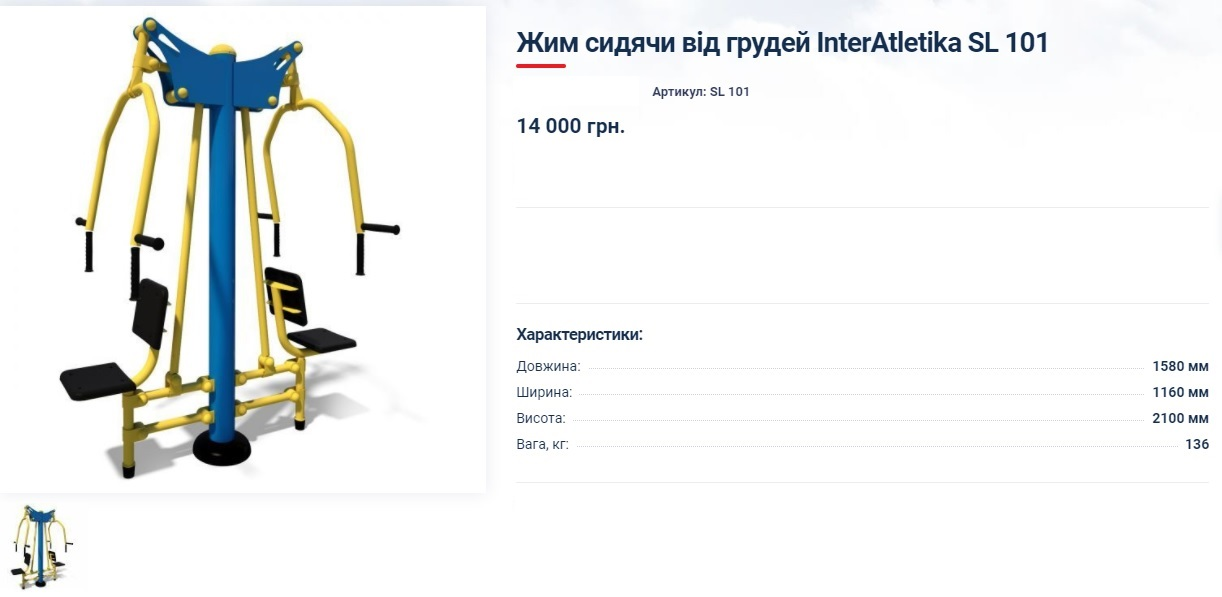 Жим сидячи від грудей InterAtletika SL 101
Артикул: SL 101
14 000 грн.
Характеристики:
Довжина: 1580 мм
Ширина: 1160 мм
Висота: 2100 мм
Вага, кг: 136